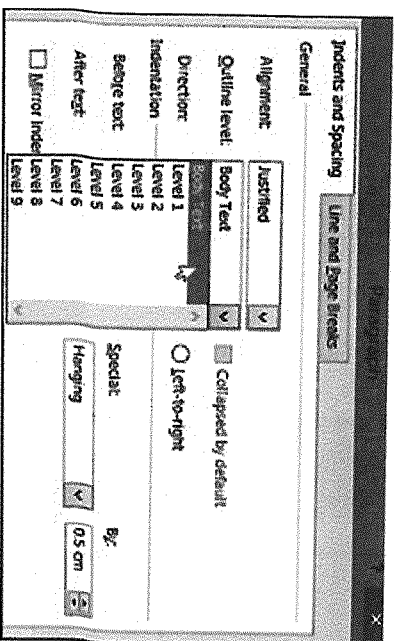 Paragraph
Indents and Spacing Line and Page Breaks
General
Alignment: Justified
Outline level: Body Text Collapsed by default
Direction: Body Text Left-to-right
Level 1
Indentation Level 2
Level 3
Before text: Level 4 Special: By:
Level 5
After text: Level 6 Hanging 0.5 cm
Level 7
Mirror inden Level 8
Level 9